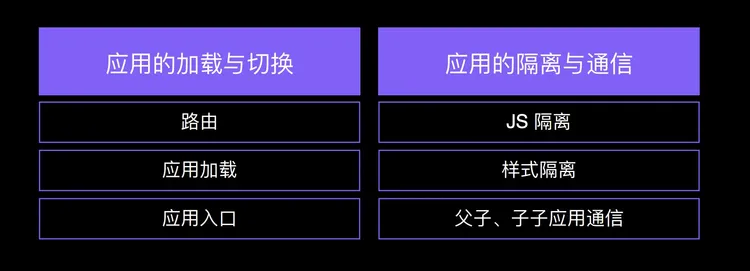 应用的加载与切换
应用的隔离与通信
路由
JS 隔离
应用加载
样式隔离
应用入口
父子、子子应用通信